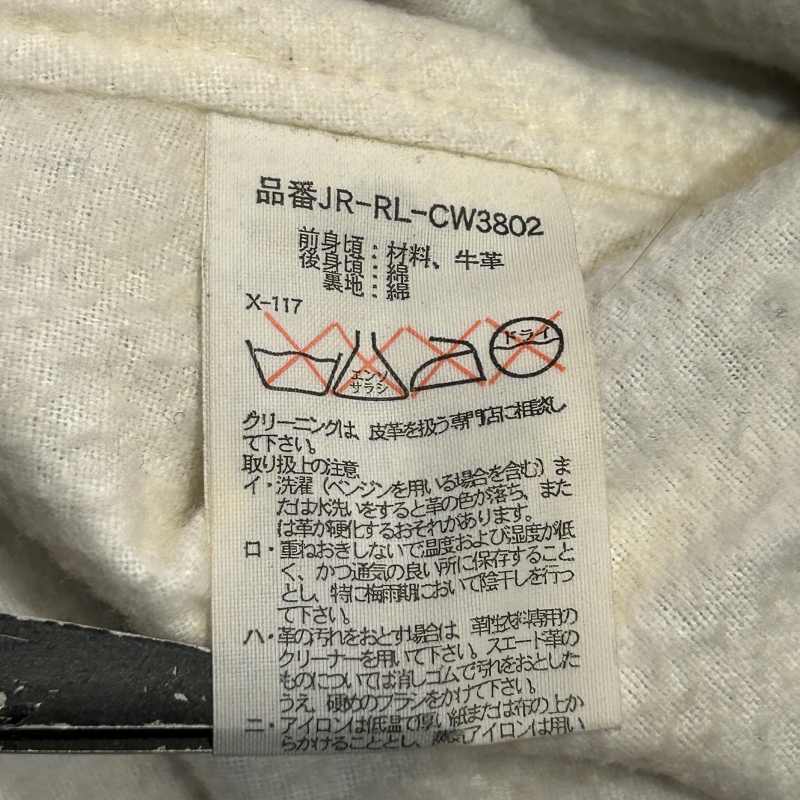 品番JR-RL-CW3802
前身頃：材料、牛革
後身頃：綿
裏地：綿
X-117
エンソ
サラシ
ドライ
クリーニングは、皮革を扱う専門店に相談し
て下さい。
取り扱上の注意
イ・洗濯（ベンジンを用いる場合を含む）ま
たは水洗いをすると革の色が落ち、また
は革が硬化するおそれがあります。
ロ・重ねおきしないで温度および湿度が低
く、かつ通気の良い所に保存すること
とし、特に梅雨期において陰干しを行っ
て下さい。
ハ・革の汚れをおとす場合は、革性衣料専用の
クリーナーを用いて下さい。スエード革の
ものについては消しゴムで汚れをおとした
うえ、硬めのブラシをかけて下さい。
ニ・アイロンは低温で厚い紙または布の上か
らかけることとし、蒸気アイロンは用い